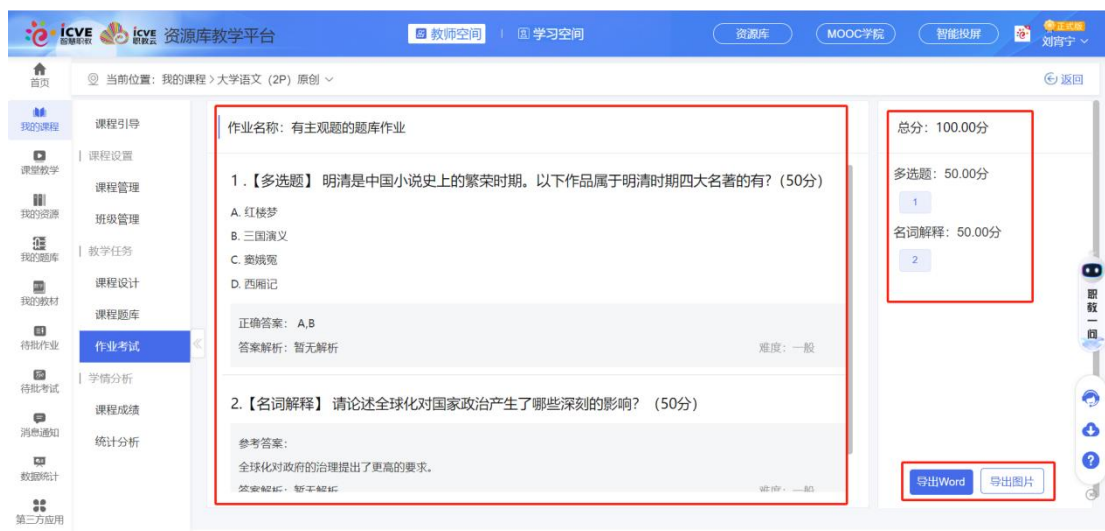 icve 智慧职教 icve 职教云 资源库教学平台 教师空间 学习空间 资源库 MOOC学院 智能投屏 正式版 刘宵宁
首页
当前位置：我的课程 > 大学语文（2P）原创
返回
我的课程
课堂教学
我的资源
我的题库
我的教材
待批作业
待批考试
消息通知
数据统计
第三方应用
课程引导
课程设置
课程管理
班级管理
教学任务
课程设计
课程题库
作业考试
学情分析
课程成绩
统计分析
作业名称：有主观题的题库作业
1 .【多选题】 明清是中国小说史上的繁荣时期。以下作品属于明清时期四大名著的有?（50分）
A. 红楼梦
B. 三国演义
C. 窦娥冤
D. 西厢记
正确答案： A,B
答案解析：暂无解析 难度：一般
2.【名词解释】 请论述全球化对国家政治产生了哪些深刻的影响? （50分）
参考答案：
全球化对政府的治理提出了更高的要求。
答案解析：暂无解析 难度：一般
总分：100.00分
多选题：50.00分
1
名词解释：50.00分
2
导出Word 导出图片
职教一问